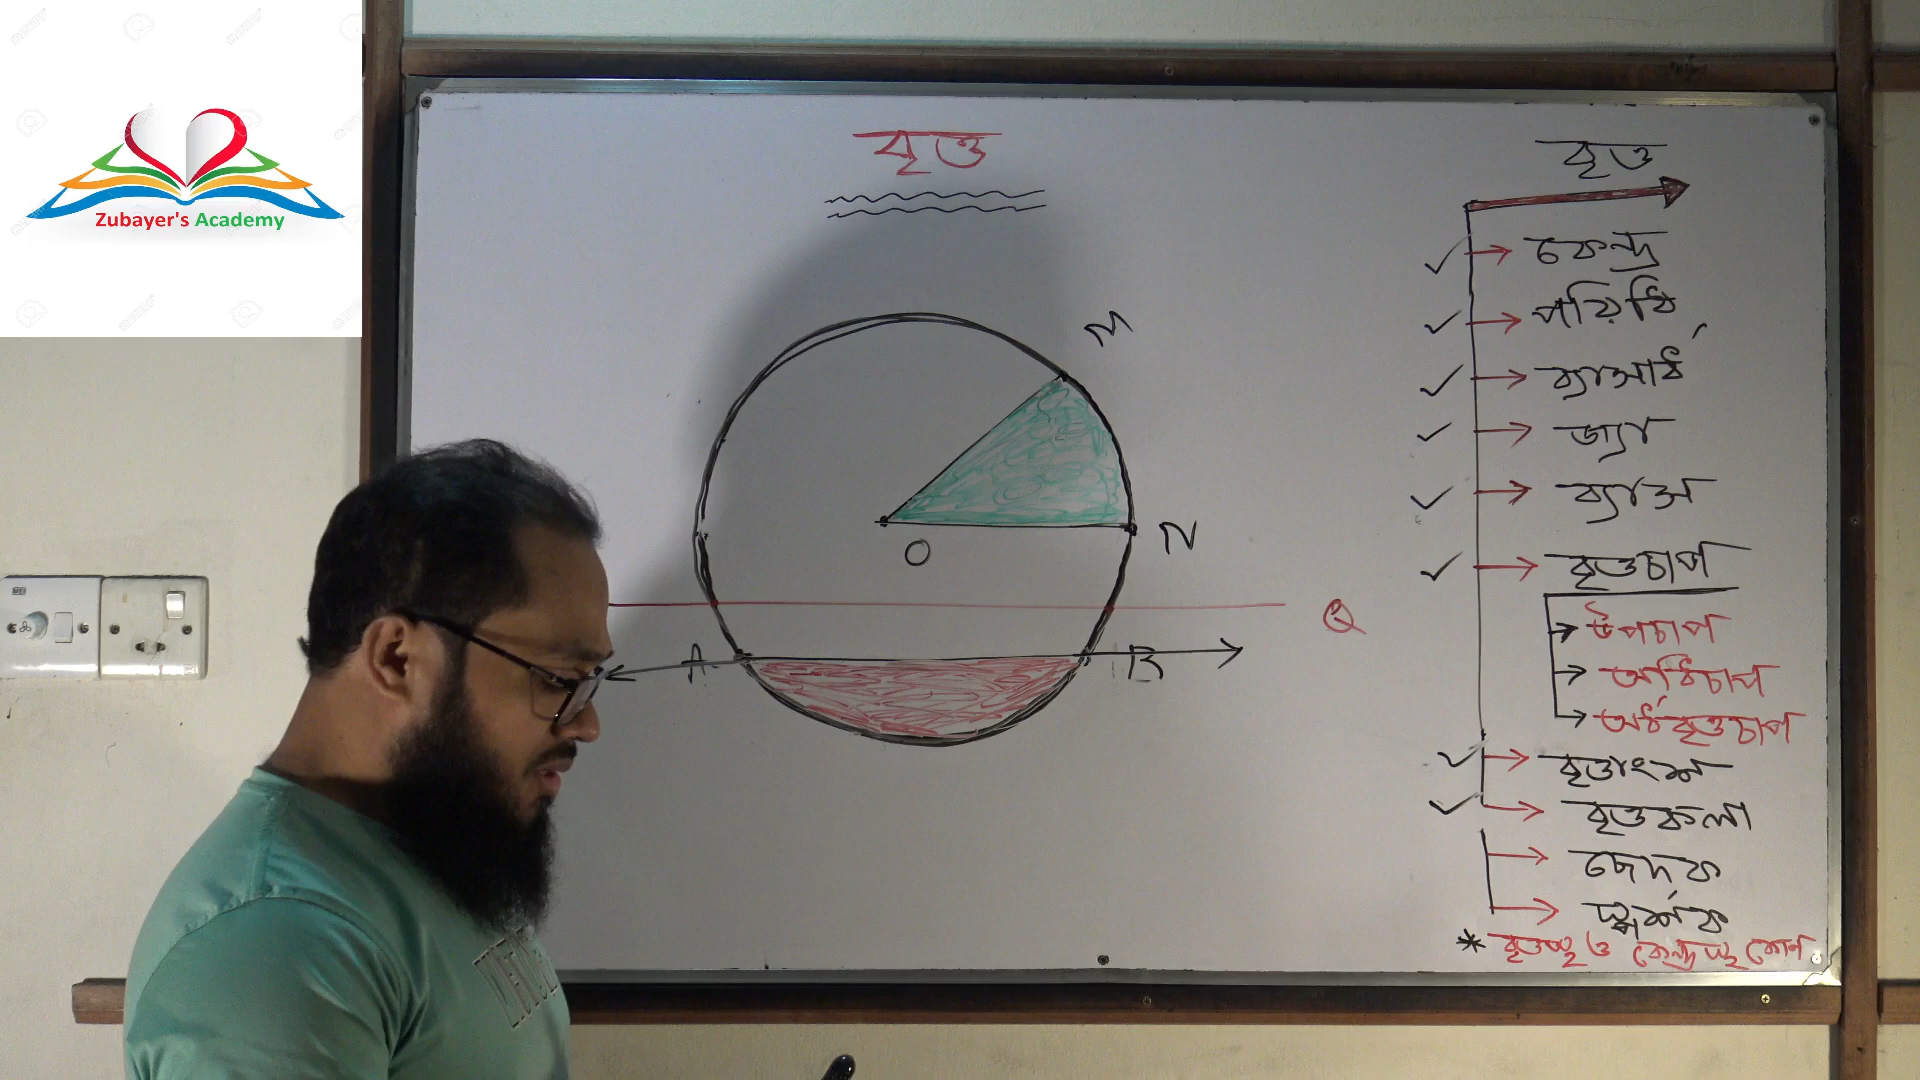 Zubayer's Academy
বৃত্ত
M
O
N
Q
A
B
বৃত্ত
কেন্দ্র
পরিধি
ব্যাসার্ধ
জ্যা
ব্যাস
বৃত্তচাপ
উপচাপ
অধিচাপ
অর্ধবৃত্তচাপ
বৃত্তাংশ
বৃত্তকলা
ছেদক
স্পর্শক
* বৃত্তস্থ ও কেন্দ্রস্থ কোণ